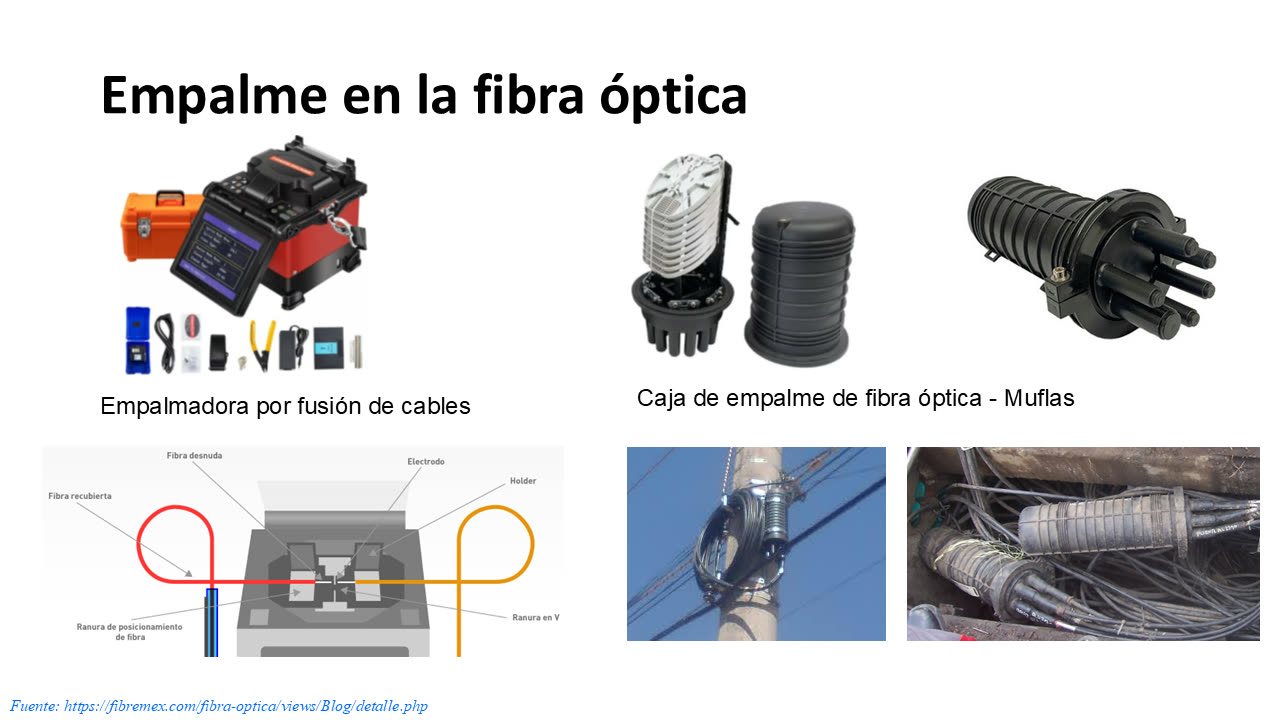 Empalme en la fibra óptica
Empalmadora por fusión de cables
Caja de empalme de fibra óptica - Muflas
Fibra desnuda
Electrodo
Holder
Fibra recubierta
Ranura de posicionamiento
de fibra
Ranura en V
Fuente: https://fibremex.com/fibra-optica/views/Blog/detalle.php